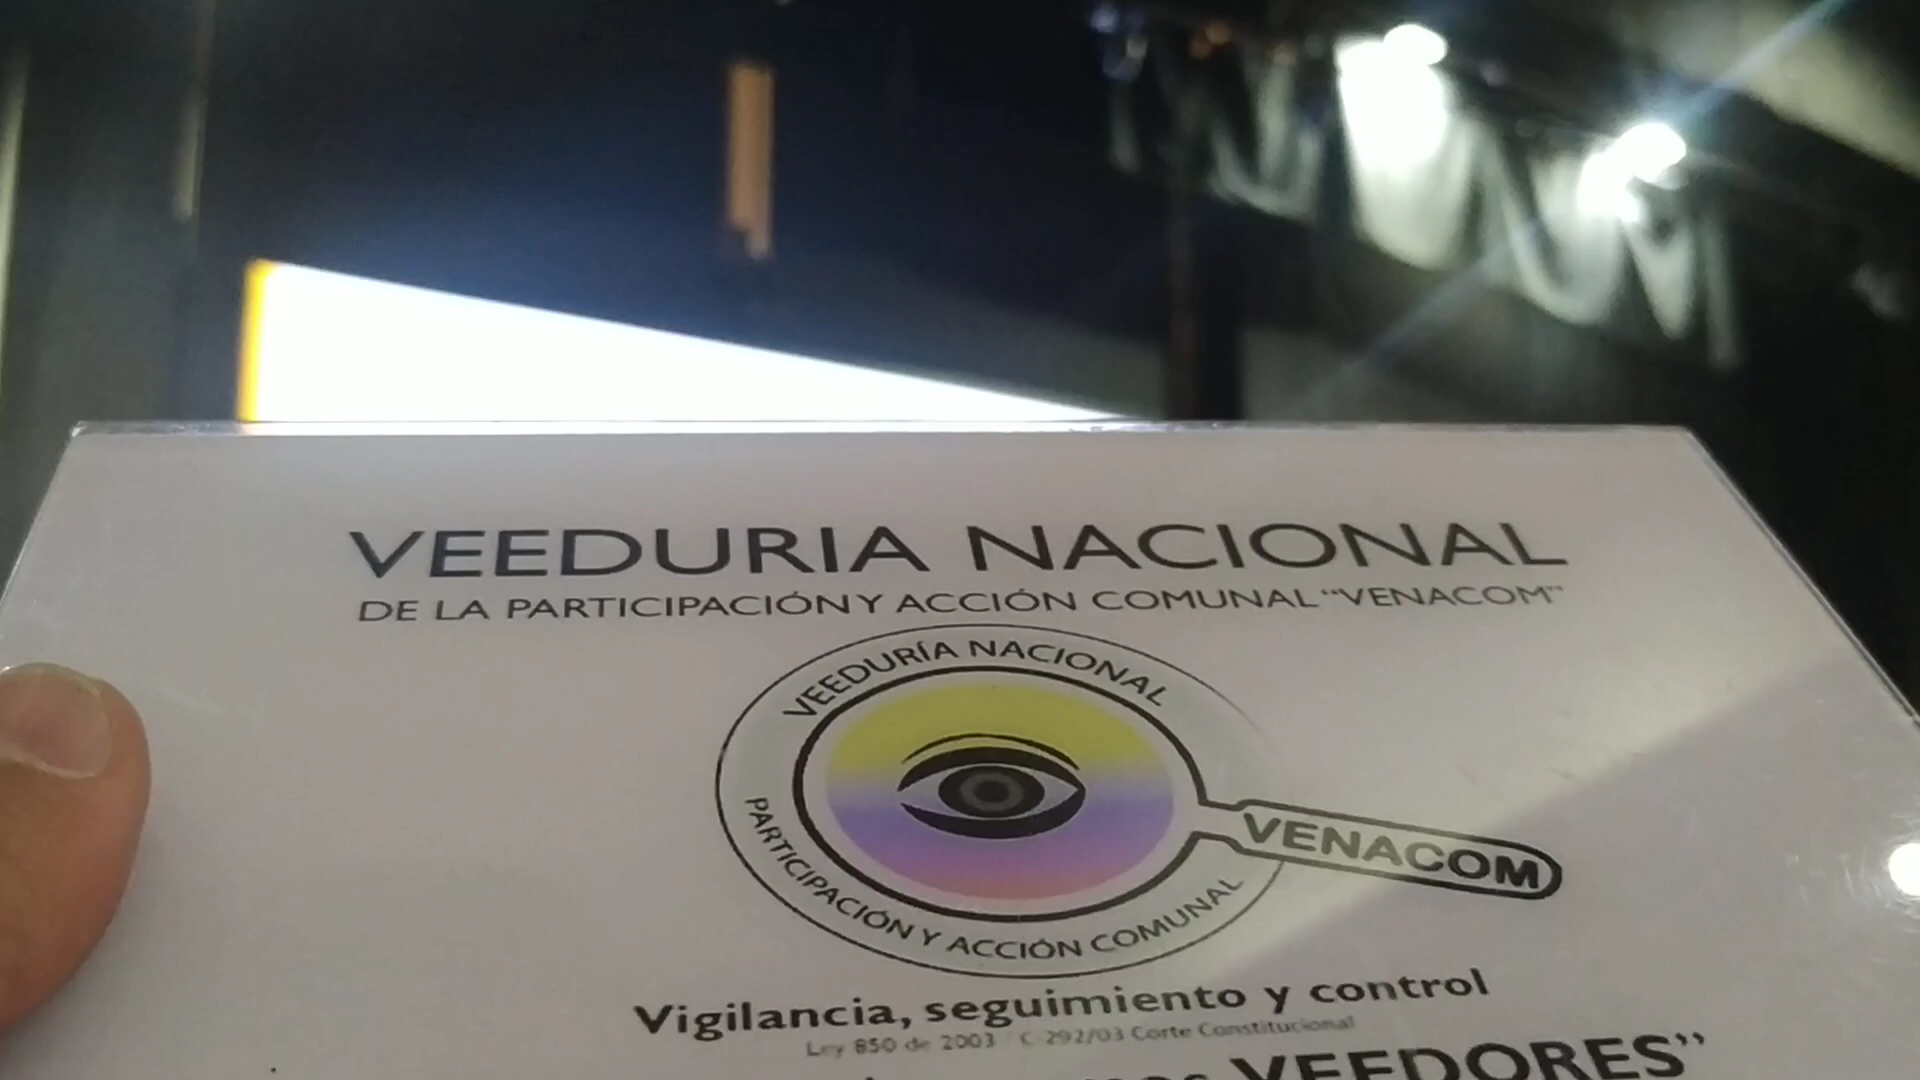 VEEDURIA NACIONAL
DE LA PARTICIPACIÓN Y ACCIÓN COMUNAL "VENACOM"
VEEDURÍA NACIONAL
VENACOM
PARTICIPACIÓN Y ACCIÓN COMUNAL
Vigilancia, seguimiento y control
Ley 850 de 2003 C-292/03 Corte Constitucional
VEEDORES"